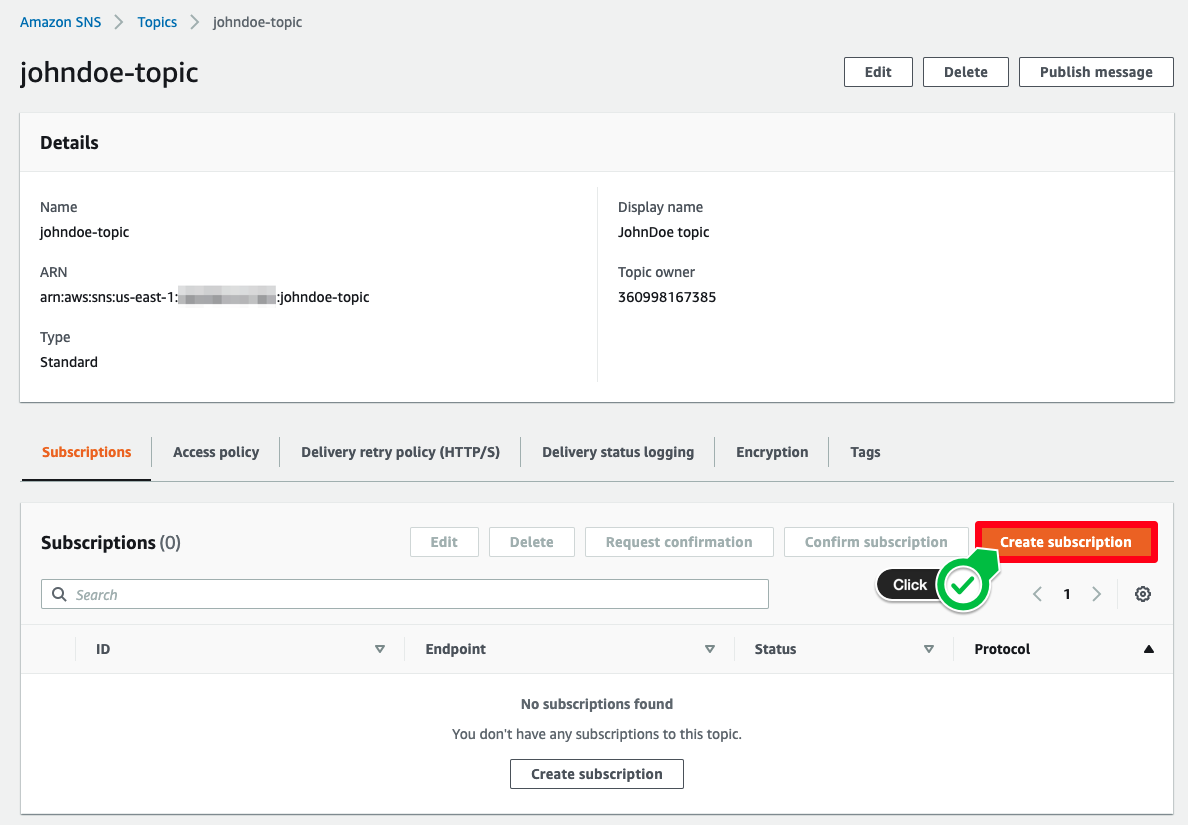 Amazon SNS > Topics > johndoe-topic
johndoe-topic
Edit Delete Publish message
Details
Name
johndoe-topic
Display name
JohnDoe topic
ARN
arn:aws:sns:us-east-1: :johndoe-topic
Topic owner
360998167385
Type
Standard
Subscriptions Access policy Delivery retry policy (HTTP/S) Delivery status logging Encryption Tags
Subscriptions (0)
Edit Delete Request confirmation Confirm subscription Create subscription
Search
Click
1
ID Endpoint Status Protocol
No subscriptions found
You don't have any subscriptions to this topic.
Create subscription